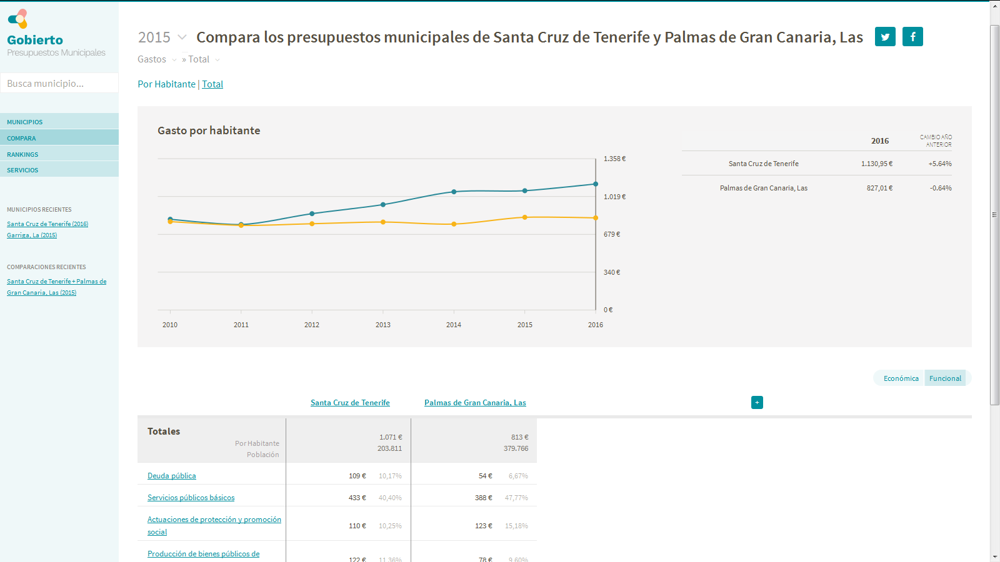 Gobierto
Presupuestos Municipales
Busca municipio...
MUNICIPIOS
COMPARA
RANKINGS
SERVICIOS
MUNICIPIOS RECIENTES
Santa Cruz de Tenerife (2016)
Garriga, La (2015)
COMPARACIONES RECIENTES
Santa Cruz de Tenerife + Palmas de
Gran Canaria, Las (2015)
2015 Compara los presupuestos municipales de Santa Cruz de Tenerife y Palmas de Gran Canaria, Las
Gastos » Total
Por Habitante | Total
Gasto por habitante
1.358 €
1.019 €
679 €
340 €
0 €
2010 2011 2012 2013 2014 2015 2016
2016 CAMBIO AÑO
ANTERIOR
Santa Cruz de Tenerife 1.130,95 € +5.64%
Palmas de Gran Canaria, Las 827,01 € -0.64%
Económica Funcional
Santa Cruz de Tenerife Palmas de Gran Canaria, Las +
Totales
1.071 € 813 €
Por Habitante
203.811 379.766
Población
Deuda pública 109 € 10,17% 54 € 6,67%
Servicios públicos básicos 433 € 40,40% 388 € 47,77%
Actuaciones de protección y promoción
social 110 € 10,25% 123 € 15,18%
Producción de bienes públicos de
122 € 11,36% 78 € 9,60%